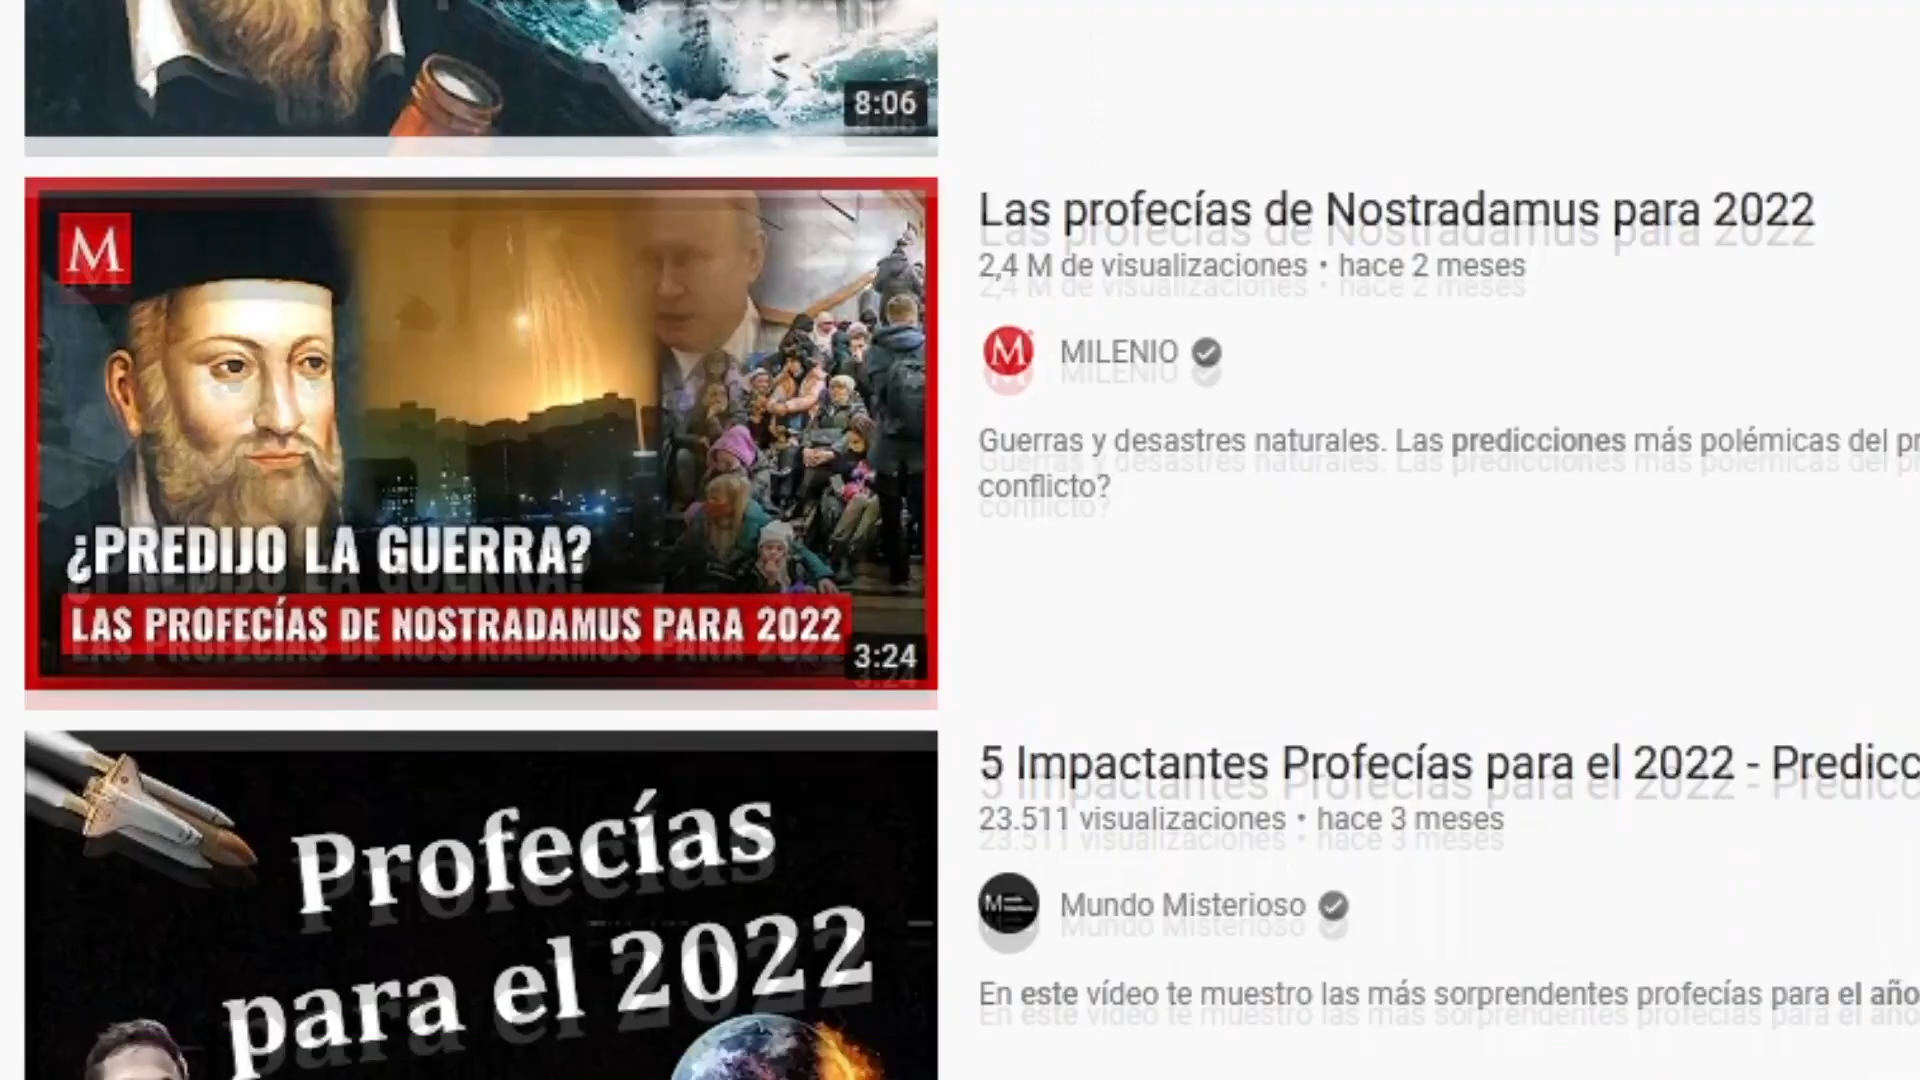 8:06
M
¿PREDIJO LA GUERRA?
LAS PROFECÍAS DE NOSTRADAMUS PARA 2022
3:24
Las profecías de Nostradamus para 2022
2,4 M de visualizaciones • hace 2 meses
M MILENIO
Guerras y desastres naturales. Las predicciones más polémicas del pr
conflicto?
Profecías
para el 2022
5 Impactantes Profecías para el 2022 - Predicc
23.511 visualizaciones • hace 3 meses
Mundo Misterioso
En este vídeo te muestro las más sorprendentes profecías para el año